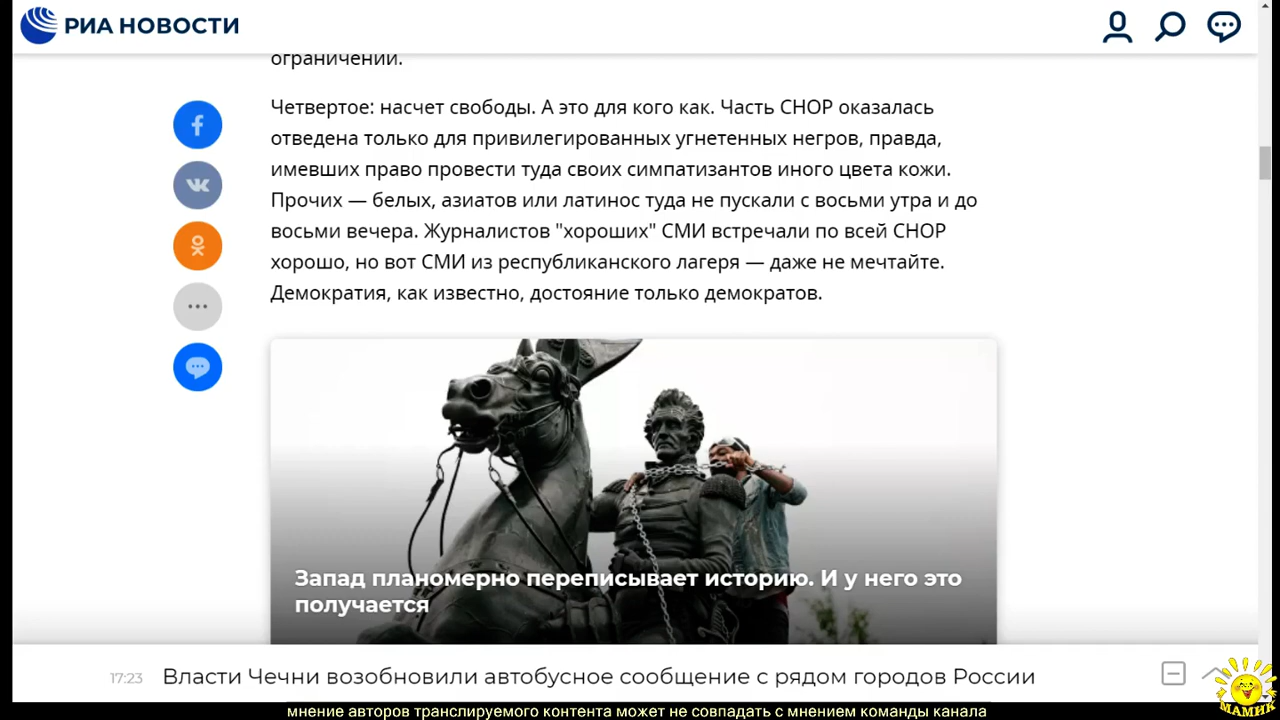 РИА НОВОСТИ
ограничений.
Четвертое: насчет свободы. А это для кого как. Часть CHOP оказалась
отведена только для привилегированных угнетенных негров, правда,
имевших право провести туда своих симпатизантов иного цвета кожи.
Прочих — белых, азиатов или латинос туда не пускали с восьми утра и до
восьми вечера. Журналистов "хороших" СМИ встречали по всей CHOP
хорошо, но вот СМИ из республиканского лагеря — даже не мечтайте.
Демократия, как известно, достояние только демократов.
Запад планомерно переписывает историю. И у него это
получается
17:23 Власти Чечни возобновили автобусное сообщение с рядом городов России
МАМИК
мнение авторов транслируемого контента может не совпадать с мнением команды канала